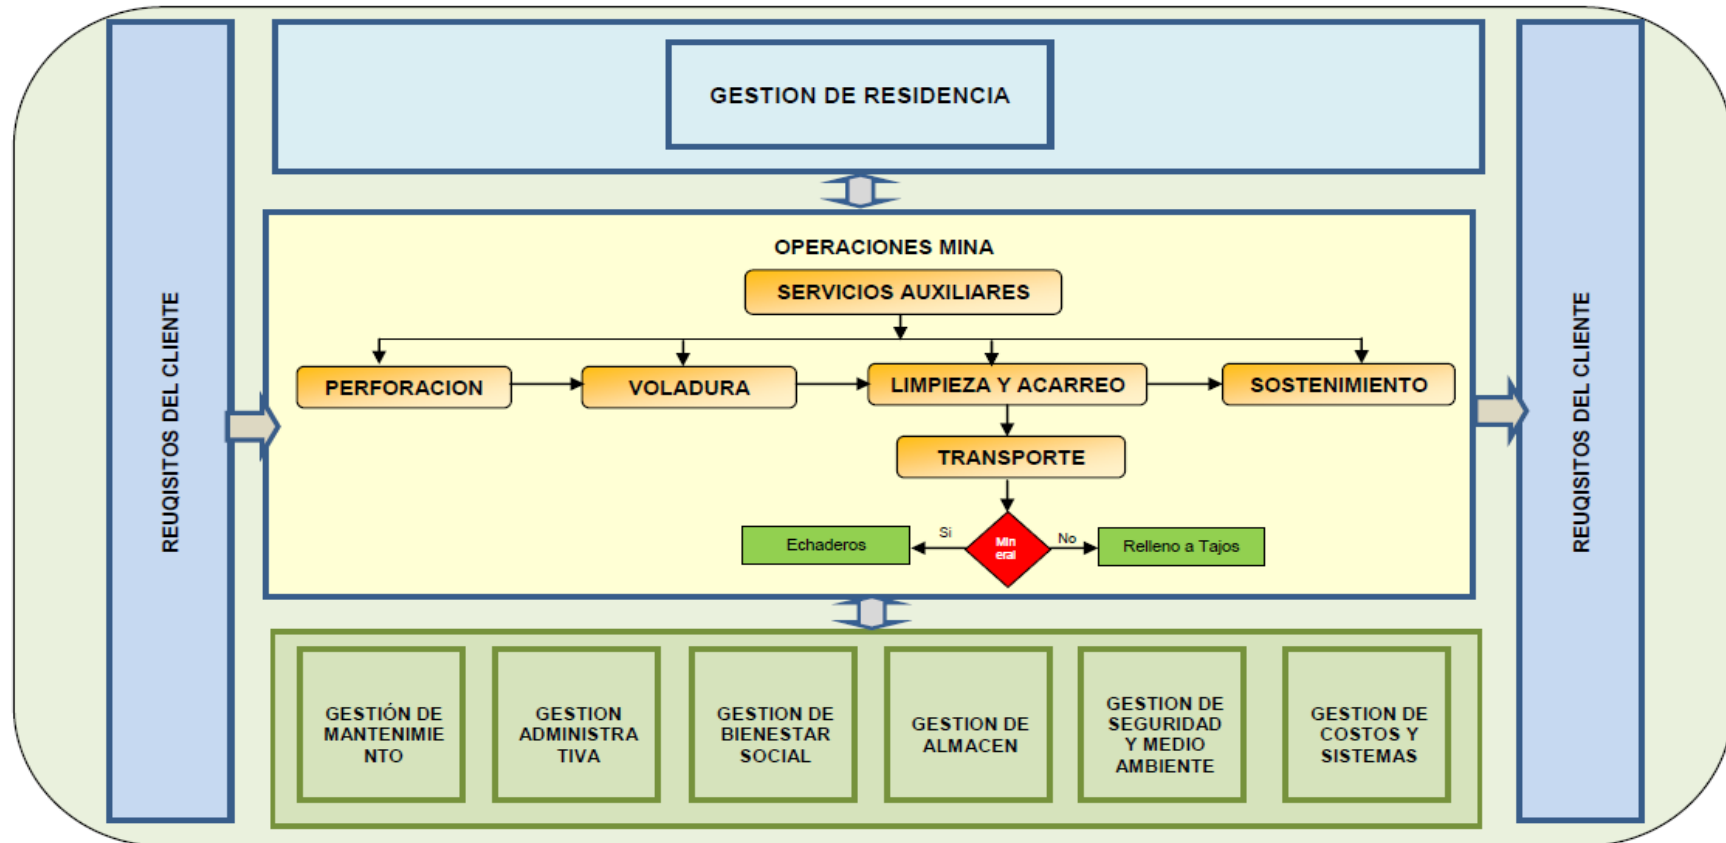 GESTION DE RESIDENCIA
REUQISITOS DEL CLIENTE
OPERACIONES MINA
SERVICIOS AUXILIARES
PERFORACION
VOLADURA
LIMPIEZA Y ACARREO
SOSTENIMIENTO
TRANSPORTE
Echaderos
Si
Min
eral
No
Relleno a Tajos
REUQISITOS DEL CLIENTE
GESTIÓN DE
MANTENIMIE
NTO
GESTION
ADMINISTRA
TIVA
GESTION DE
BIENESTAR
SOCIAL
GESTION DE
ALMACEN
GESTION DE
SEGURIDAD
Y MEDIO
AMBIENTE
GESTION DE
COSTOS Y
SISTEMAS